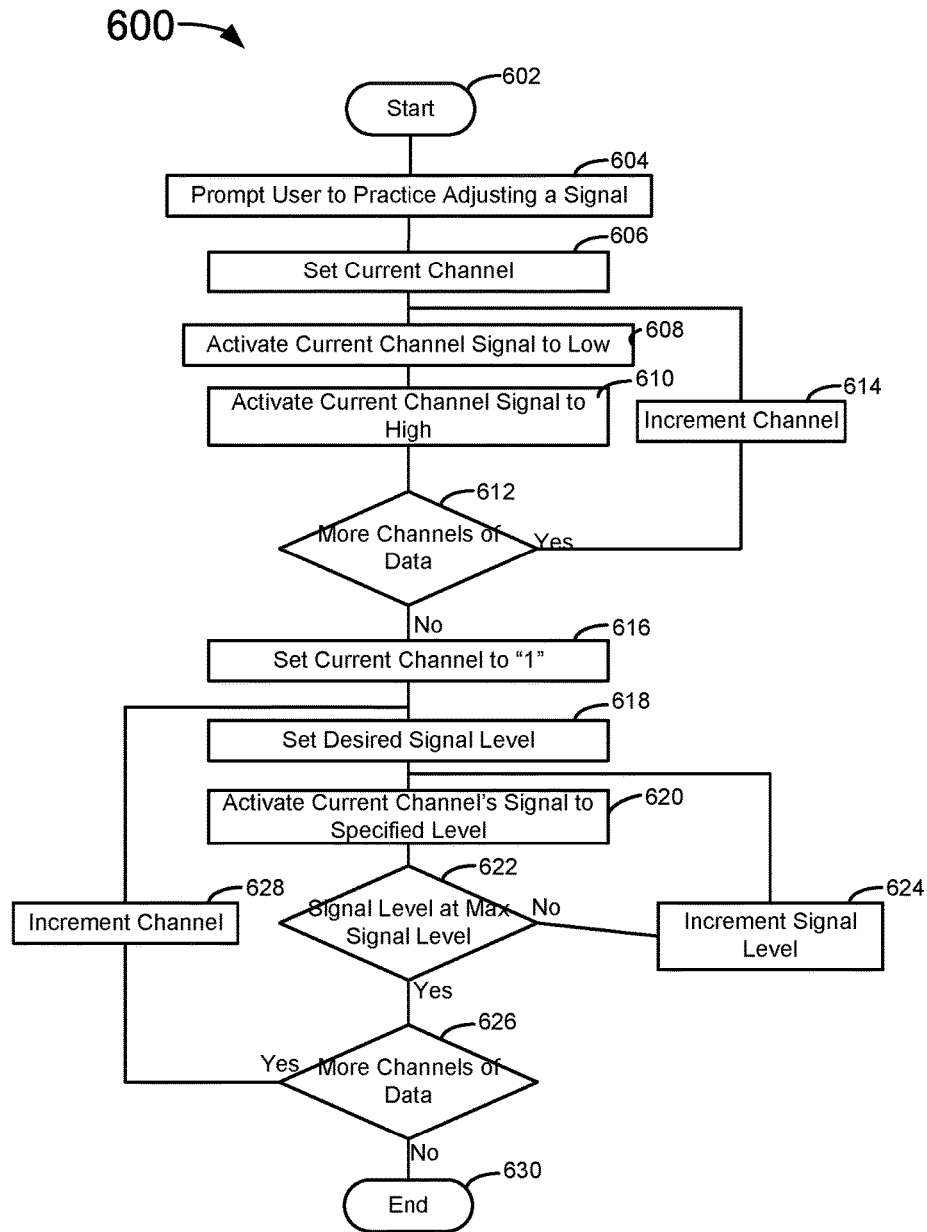 600
602
Start
604
Prompt User to Practice Adjusting a Signal
606
Set Current Channel
608
Activate Current Channel Signal to Low
610
Activate Current Channel Signal to
High
614
Increment Channel
612
More Channels of
Data
Yes
No
616
Set Current Channel to “1”
618
Set Desired Signal Level
620
Activate Current Channel’s Signal to
Specified Level
622
Signal Level at Max
Signal Level
No
624
Increment Signal
Level
628
Increment Channel
Yes
626
More Channels of
Data
Yes
No
630
End